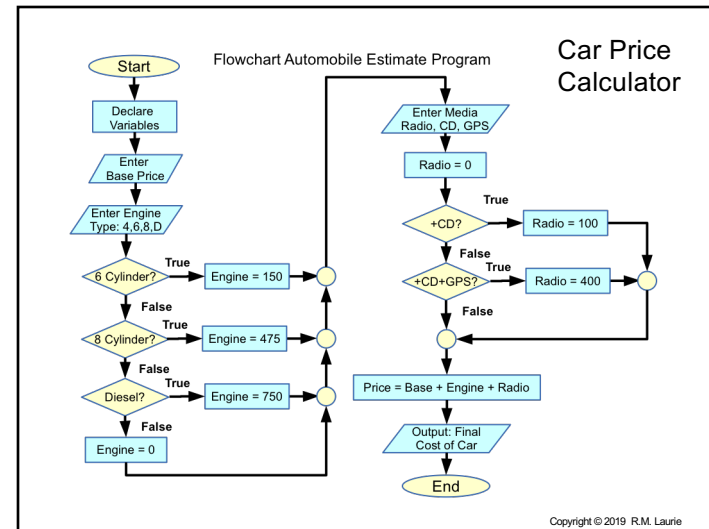 Car Price
Calculator
Flowchart Automobile Estimate Program
Start
Declare
Variables
Enter
Base Price
Enter Engine
Type: 4,6,8,D
6 Cylinder?
True
Engine = 150
False
8 Cylinder?
True
Engine = 475
False
Diesel?
True
Engine = 750
False
Engine = 0
Enter Media
Radio, CD, GPS
Radio = 0
+CD?
True
Radio = 100
False
+CD+GPS?
True
Radio = 400
False
Price = Base + Engine + Radio
Output: Final
Cost of Car
End
Copyright © 2019 R.M. Laurie